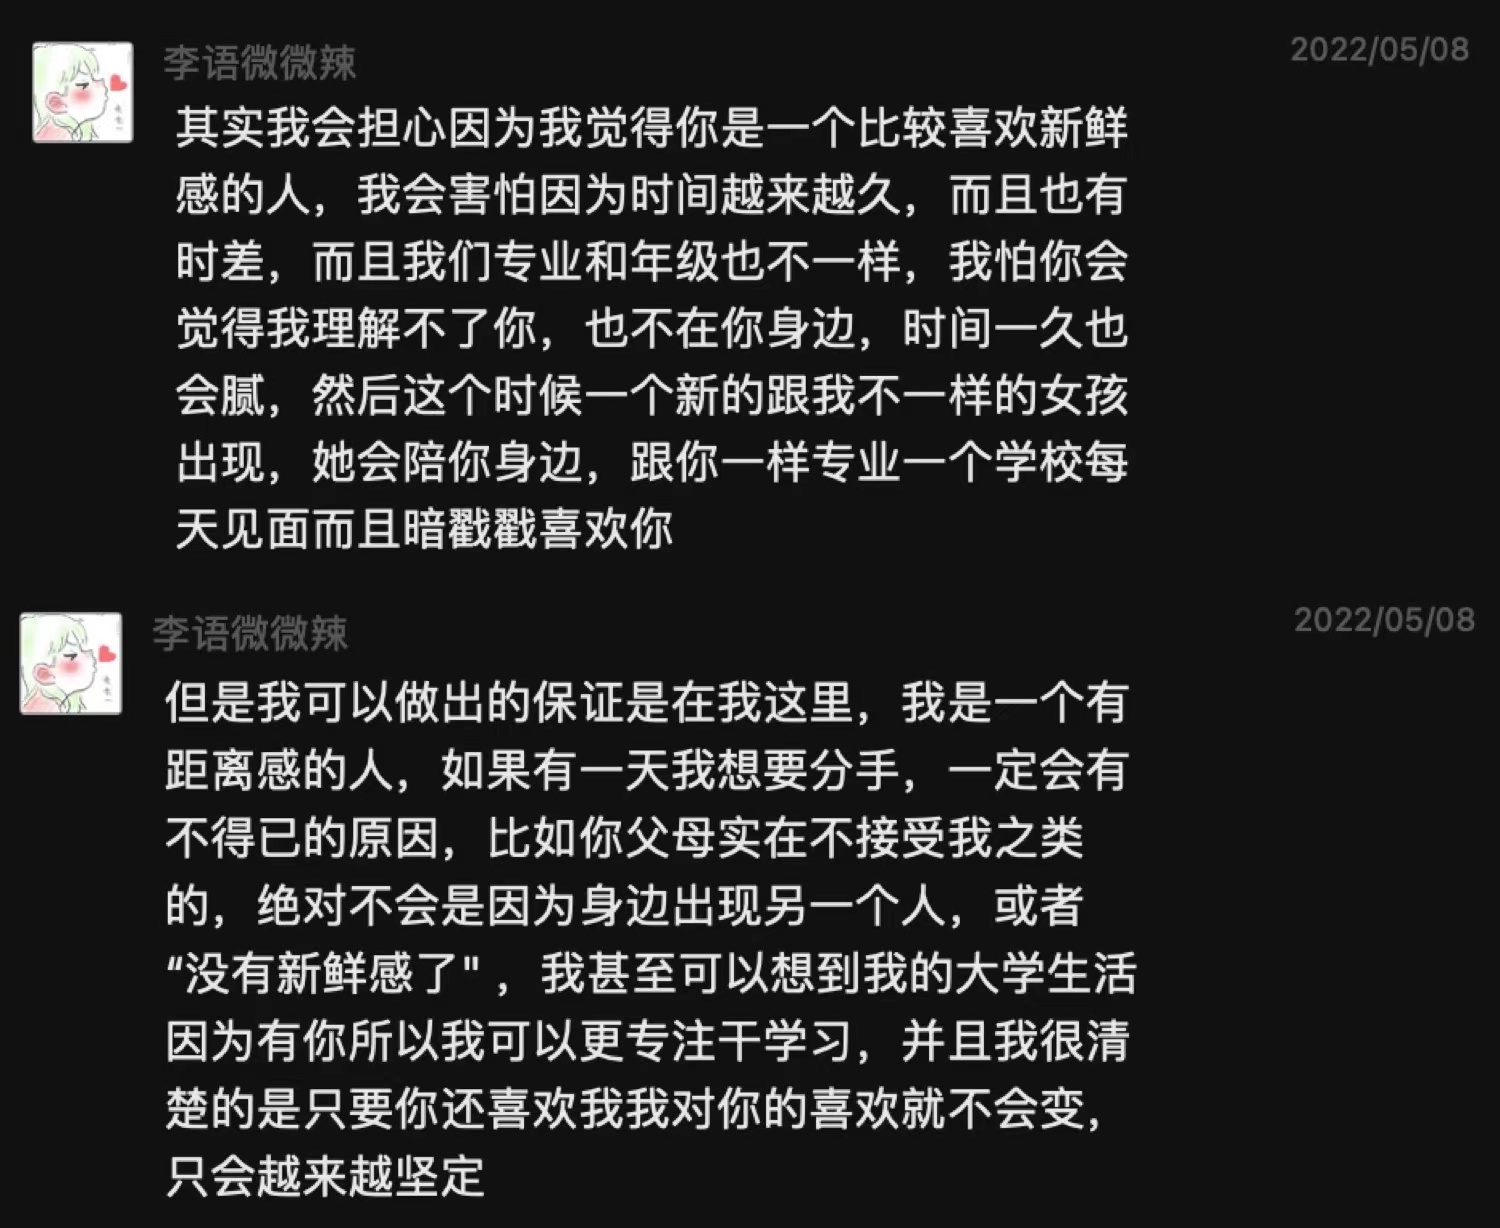 李语微微辣
2022/05/08
其实我会担心因为我觉得你是一个比较喜欢新鲜
感的人，我会害怕因为时间越来越久，而且也有
时差，而且我们专业和年级也不一样，我怕你会
觉得我理解不了你，也不在你身边，时间一久也
会腻，然后这个时候一个新的跟我不一样的女孩
出现，她会陪你身边，跟你一样专业一个学校每
天见面而且暗戳戳喜欢你
李语微微辣
2022/05/08
但是我可以做出的保证是在我这里，我是一个有
距离感的人，如果有一天我想要分手，一定会有
不得已的原因，比如你父母实在不接受我之类
的，绝对不会是因为身边出现另一个人，或者
“没有新鲜感了"，我甚至可以想到我的大学生活
因为有你所以我可以更专注干学习，并且我很清
楚的是只要你还喜欢我我对你的喜欢就不会变，
只会越来越坚定